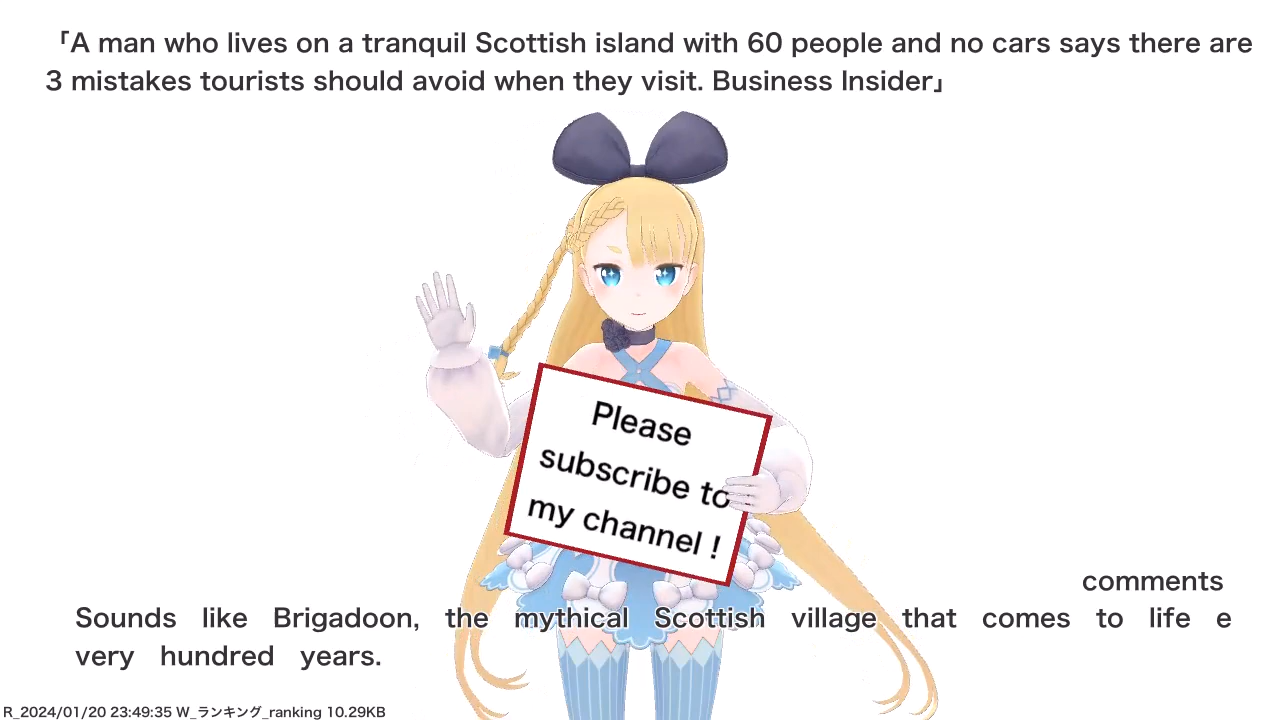 「A man who lives on a tranquil Scottish island with 60 people and no cars says there are
3 mistakes tourists should avoid when they visit. Business Insider」
Please
subscribe to
my channel !
comments
Sounds like Brigadoon, the mythical Scottish village that comes to life e
very hundred years.
R_2024/01/20 23:49:35 W_ランキング_ranking 10.29KB